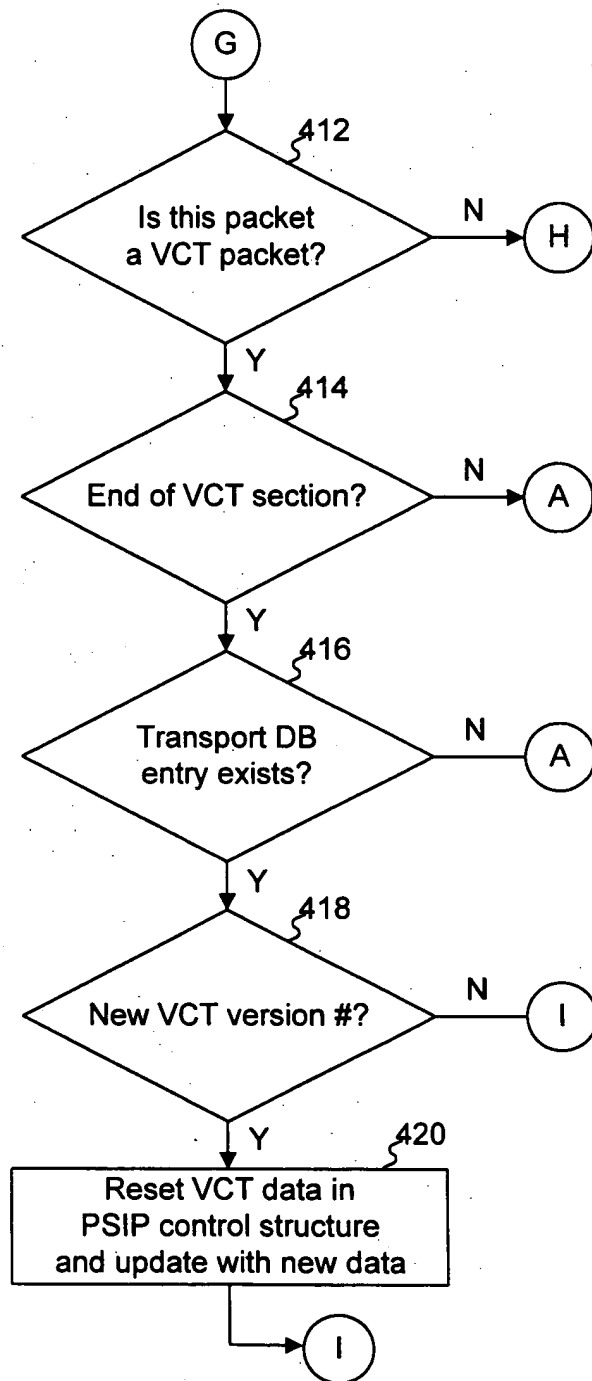 G
412
Is this packet
a VCT packet?
N
H
Y
414
End of VCT section?
N
A
Y
416
Transport DB
entry exists?
N
A
Y
418
New VCT version #?
N
I
Y
420
Reset VCT data in
PSIP control structure
and update with new data
I